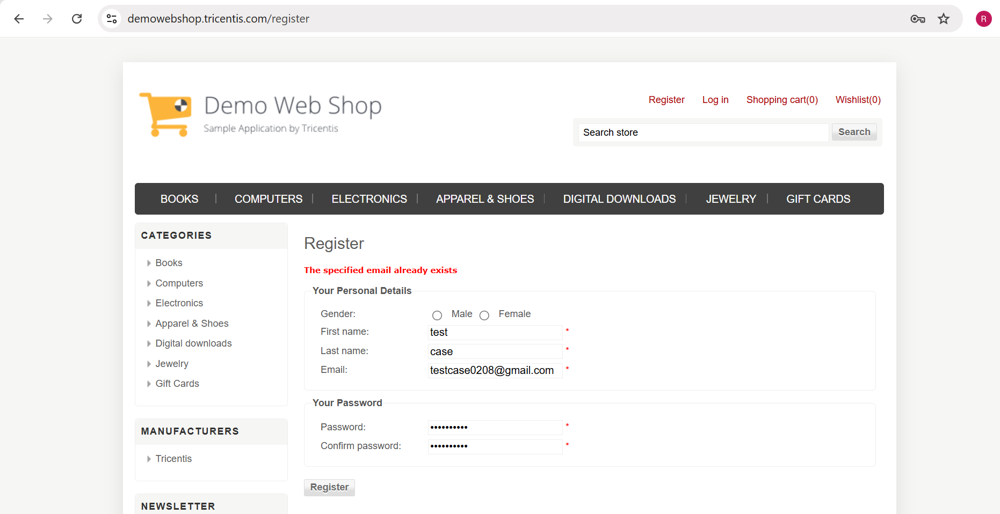 demowebshop.tricentis.com/register
R
Demo Web Shop
Sample Application by Tricentis
Register Log in Shopping cart(0) Wishlist(0)
Search store Search
BOOKS COMPUTERS ELECTRONICS APPAREL & SHOES DIGITAL DOWNLOADS JEWELRY GIFT CARDS
CATEGORIES
Books
Computers
Electronics
Apparel & Shoes
Digital downloads
Jewelry
Gift Cards
MANUFACTURERS
Tricentis
NEWSLETTER
Register
The specified email already exists
Your Personal Details
Gender: Male Female
First name: test *
Last name: case *
Email: testcase0208@gmail.com *
Your Password
Password: •••••••••• *
Confirm password: •••••••••• *
Register